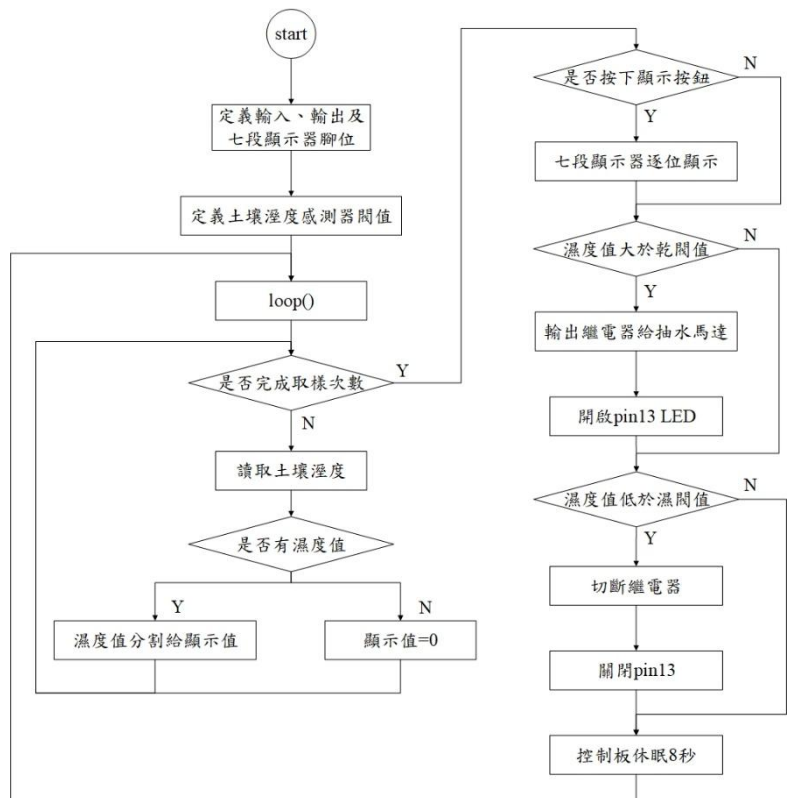 start
定義輸入、輸出及
七段顯示器腳位
定義土壤溼度感測器閥值
loop()
是否完成取樣次數
Y
N
讀取土壤溼度
是否有濕度值
Y
N
濕度值分割給顯示值
顯示值=0
是否按下顯示按鈕
N
Y
七段顯示器逐位顯示
濕度值大於乾閥值
N
Y
輸出繼電器給抽水馬達
開啟pin13 LED
濕度值低於濕閥值
N
Y
切斷繼電器
關閉pin13
控制板休眠8秒